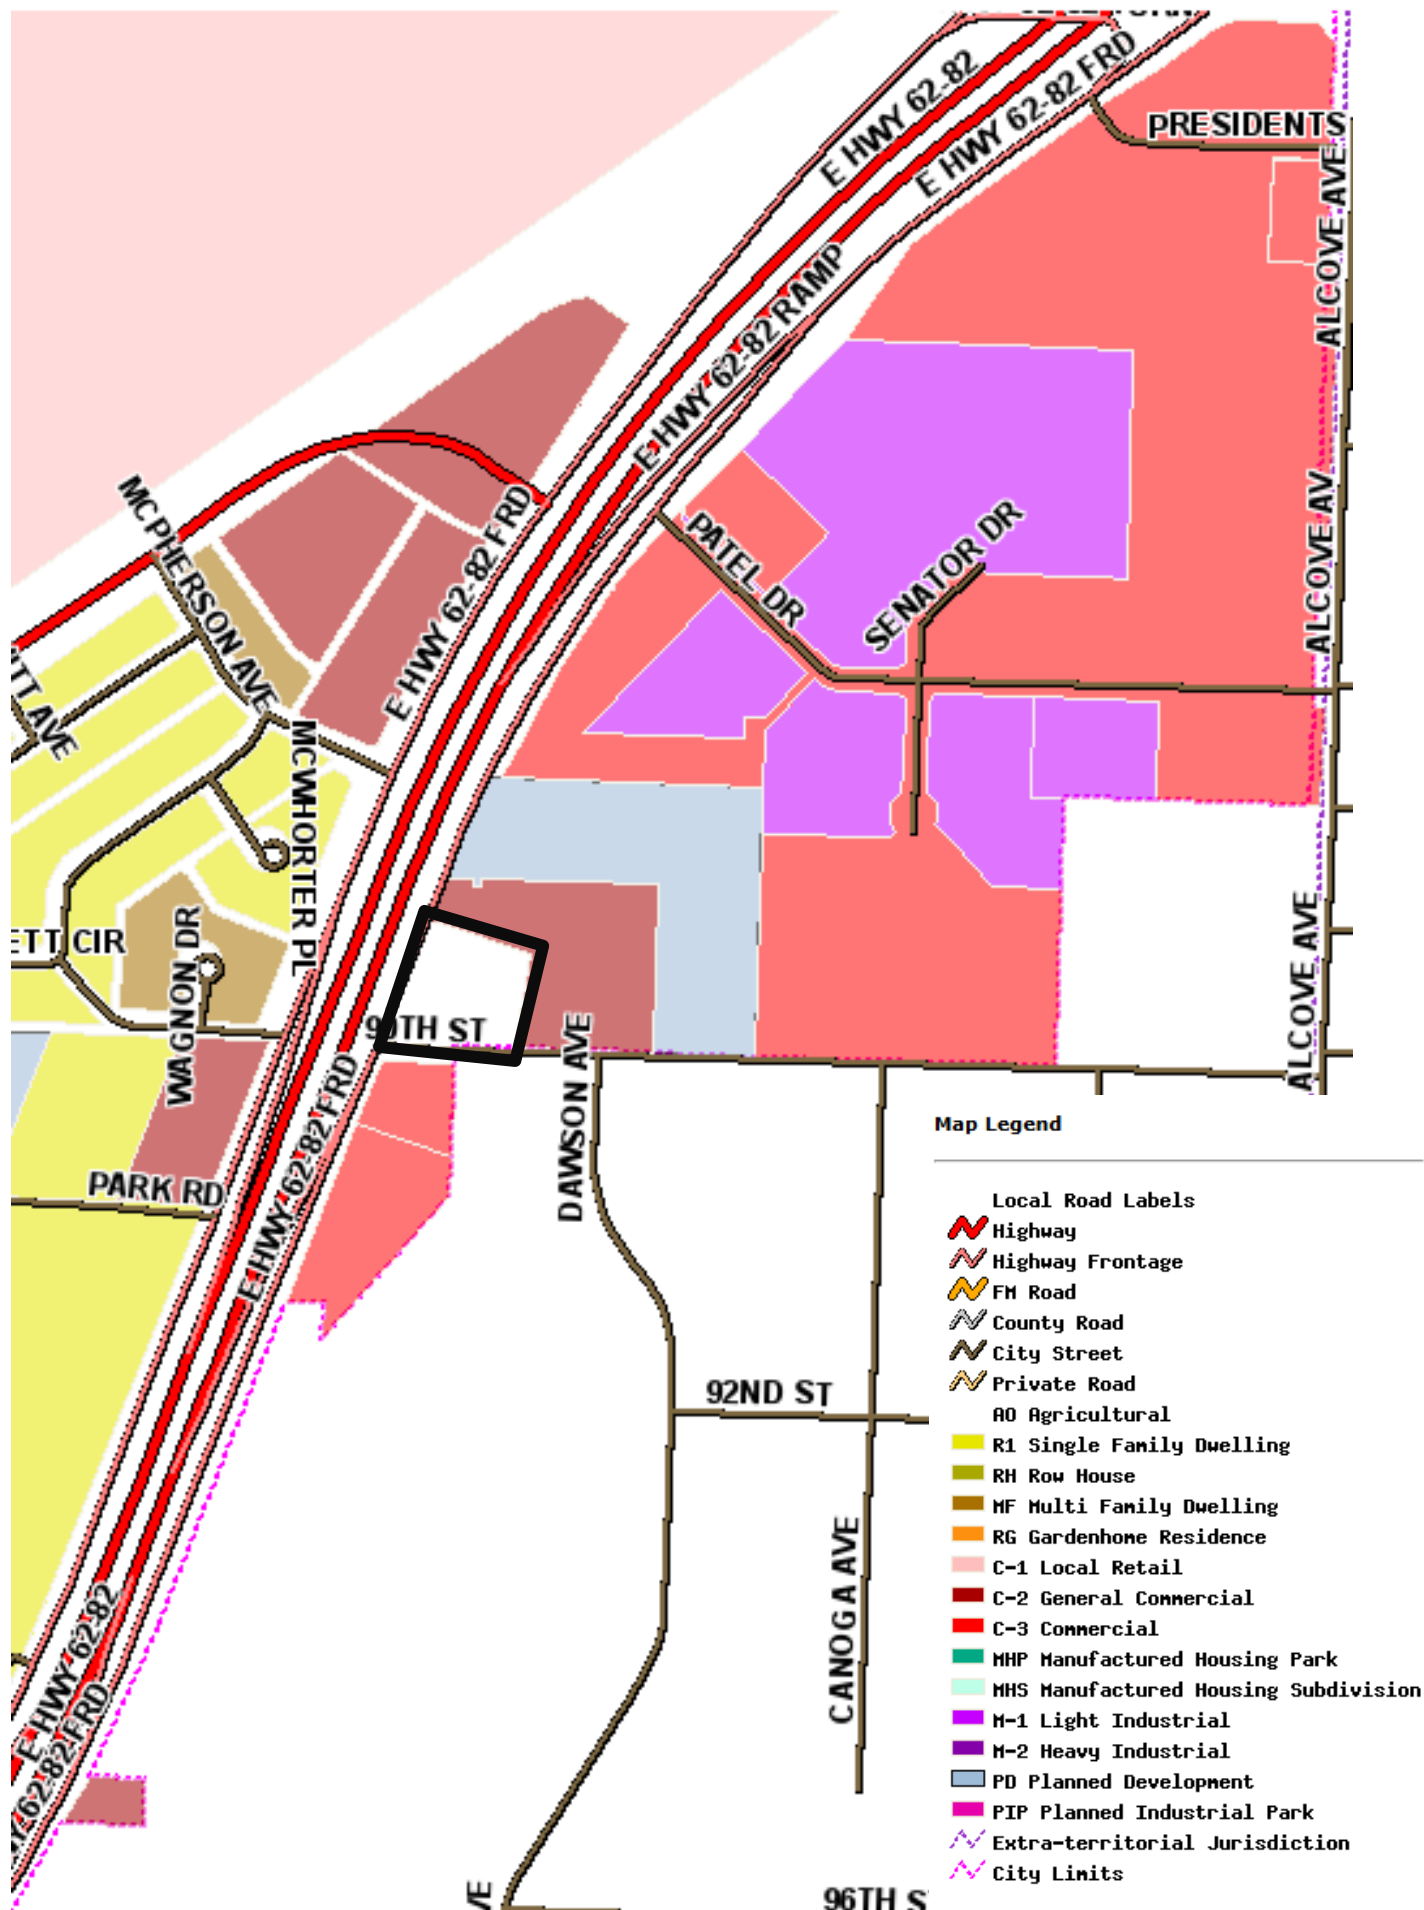 E HWY 62-82
E HWY 62-82 FRD
PRESIDENTS
ALCOVE AVE
E HWY 62-82 RAMP
MCPHERSON AVE
E HWY 62-82 FRD
PATEL DR
SENATOR DR
ALCOVE AV
ITT AVE
MCWHORTER PL
ETT CIR
WAGNON DR
90TH ST
DAWSON AVE
ALCOVE AVE
E HWY 62-82 FRD
PARK RD
92ND ST
CANOGA AVE
E HWY 62-82
62-82 FRD
96TH S
VE
Map Legend
Local Road Labels
Highway
Highway Frontage
FM Road
County Road
City Street
Private Road
AO Agricultural
R1 Single Family Dwelling
RH Row House
MF Multi Family Dwelling
RG Gardenhome Residence
C-1 Local Retail
C-2 General Commercial
C-3 Commercial
MHP Manufactured Housing Park
MHS Manufactured Housing Subdivision
M-1 Light Industrial
M-2 Heavy Industrial
PD Planned Development
PIP Planned Industrial Park
Extra-territorial Jurisdiction
City Limits